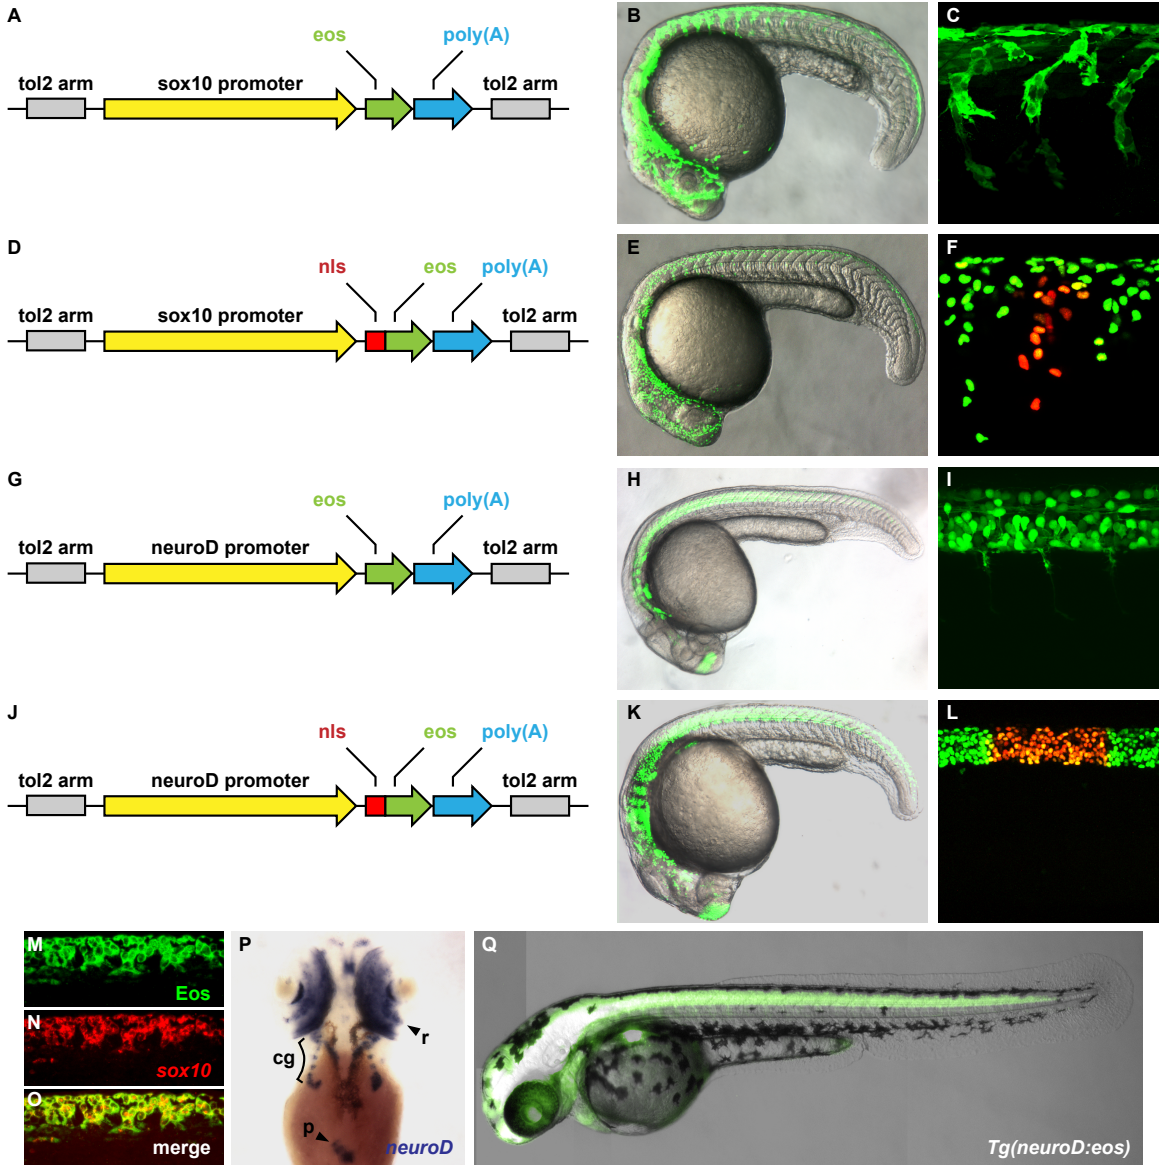 A
eos
poly(A)
tol2 arm
sox10 promoter
tol2 arm
B
C
D
nls
eos
poly(A)
tol2 arm
sox10 promoter
tol2 arm
E
F
G
eos
poly(A)
tol2 arm
neuroD promoter
tol2 arm
H
I
J
nls
eos
poly(A)
tol2 arm
neuroD promoter
tol2 arm
K
L
M
Eos
N
sox10
O
merge
P
r
cg
p
neuroD
Q
Tg(neuroD:eos)